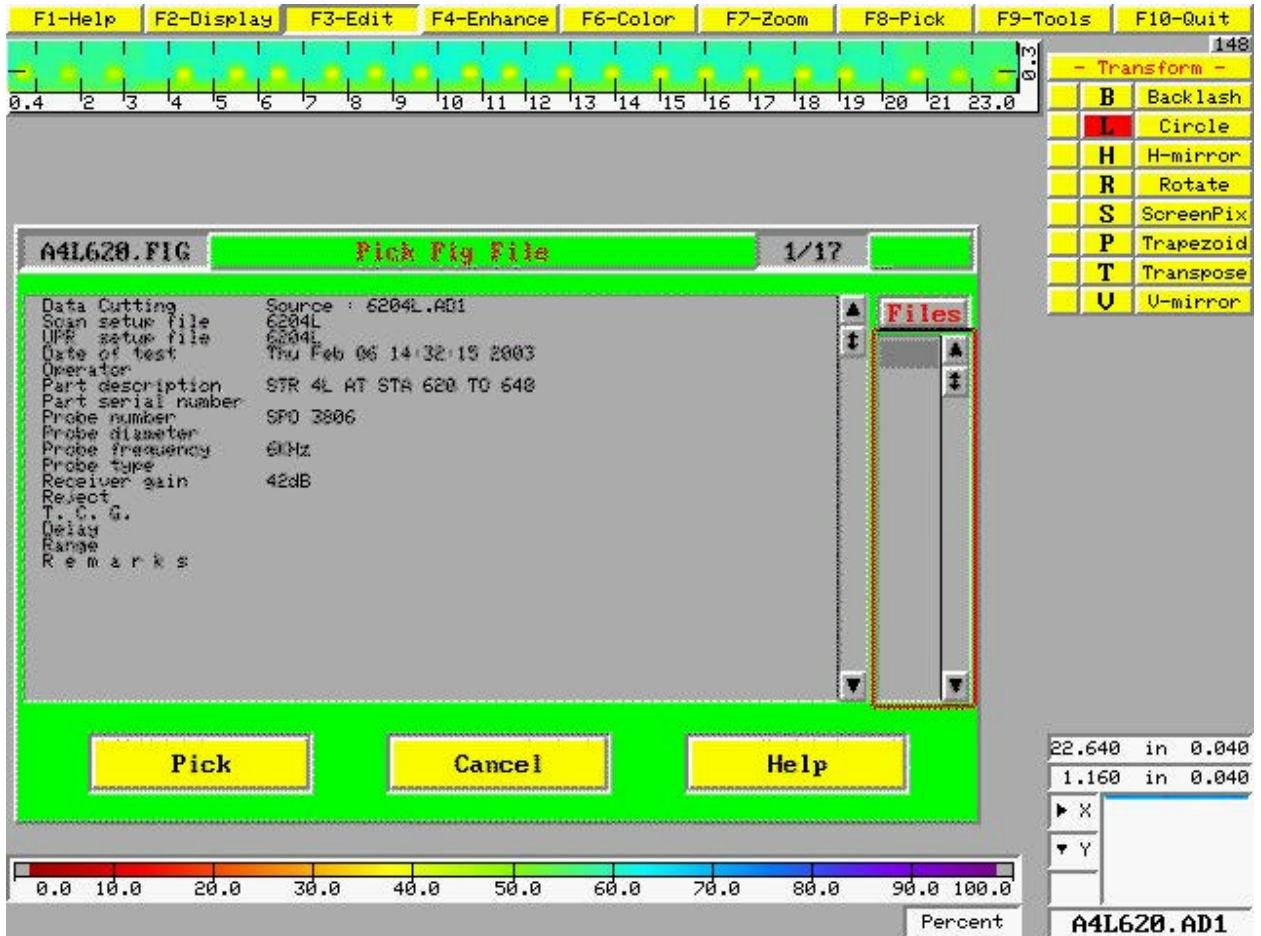 F1-Help F2-Display F3-Edit F4-Enhance F6-Color F7-Zoom F8-Pick F9-Tools F10-Quit
148
0.3
0.4 2 3 4 5 6 7 8 9 10 11 12 13 14 15 16 17 18 19 20 21 23.0
- Transform -
B Backlash
L Circle
H H-mirror
R Rotate
S ScreenPix
P Trapezoid
T Transpose
V V-mirror
A4L620.FIG Pick Fig File 1/17
Files
Data Cutting Source : 6204L.AD1
Scan setup file 6204L
UPR setup file 6204L
Date of test Thu Feb 06 14:32:15 2003
Operator
Part description STR 4L AT STA 620 TO 640
Part serial number
Probe number SPO 3806
Probe diameter
Probe frequency 6KHz
Probe type
Receiver gain 42dB
Reject
T. C. G.
Delay
Range
R e m a r k s
Pick Cancel Help
22.640 in 0.040
1.160 in 0.040
X
Y
0.0 10.0 20.0 30.0 40.0 50.0 60.0 70.0 80.0 90.0 100.0
Percent
A4L620.AD1